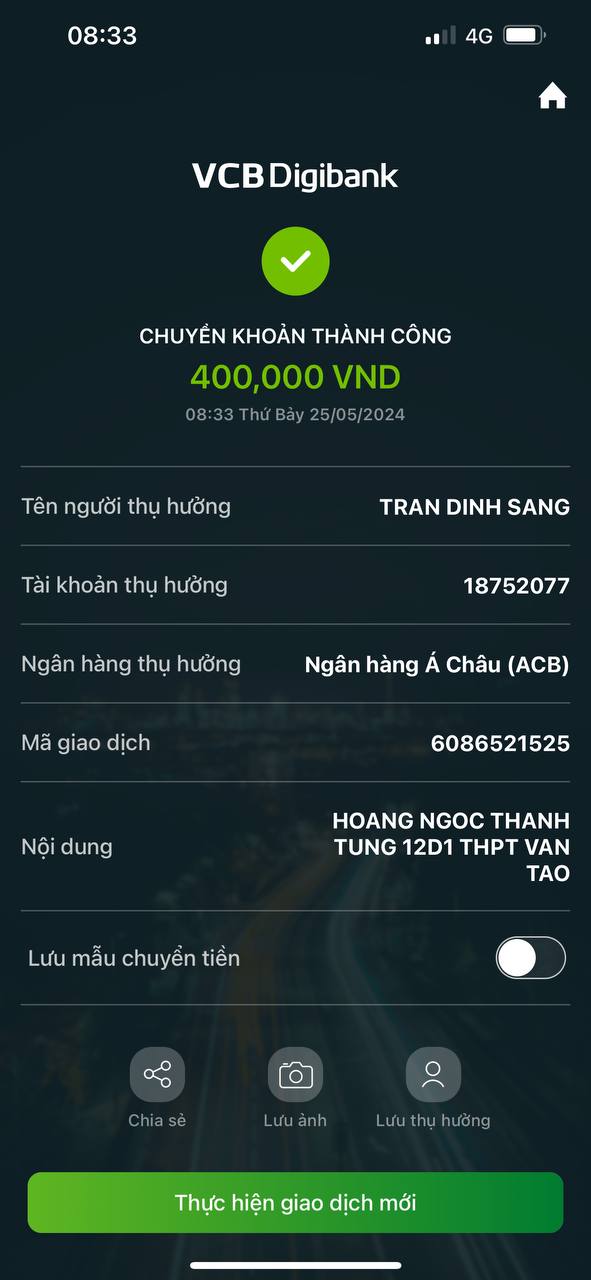 08:33
4G
VCB Digibank
CHUYỂN KHOẢN THÀNH CÔNG
400,000 VND
08:33 Thứ Bảy 25/05/2024
Tên người thụ hưởng TRAN DINH SANG
Tài khoản thụ hưởng 18752077
Ngân hàng thụ hưởng Ngân hàng Á Châu (ACB)
Mã giao dịch 6086521525
Nội dung HOANG NGOC THANH
TUNG 12D1 THPT VAN
TAO
Lưu mẫu chuyển tiền
Chia sẻ Lưu ảnh Lưu thụ hưởng
Thực hiện giao dịch mới